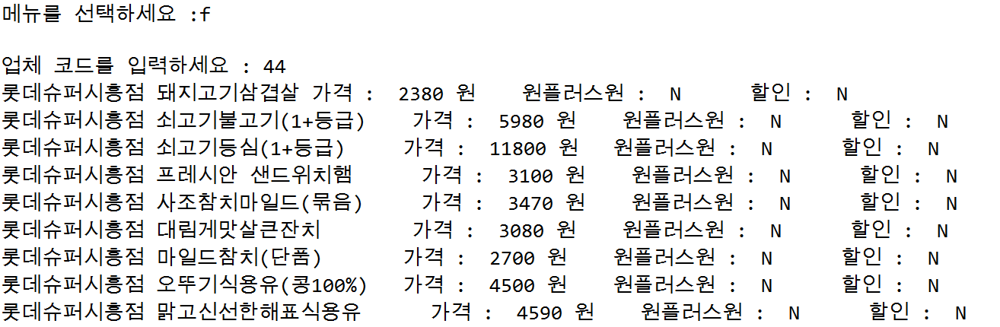 메뉴를 선택하세요 :f
업체 코드를 입력하세요 : 44
롯데슈퍼시흥점 돼지고기삼겹살 가격 : 2380 원 원플러스원 : N 할인 : N
롯데슈퍼시흥점 쇠고기불고기(1+등급) 가격 : 5980 원 원플러스원 : N 할인 : N
롯데슈퍼시흥점 쇠고기등심(1+등급) 가격 : 11800 원 원플러스원 : N 할인 : N
롯데슈퍼시흥점 프레시안 샌드위치햄 가격 : 3100 원 원플러스원 : N 할인 : N
롯데슈퍼시흥점 사조참치마일드(묶음) 가격 : 3470 원 원플러스원 : N 할인 : N
롯데슈퍼시흥점 대림게맛살큰잔치 가격 : 3080 원 원플러스원 : N 할인 : N
롯데슈퍼시흥점 마일드참치(단품) 가격 : 2700 원 원플러스원 : N 할인 : N
롯데슈퍼시흥점 오뚜기식용유(콩100%) 가격 : 4500 원 원플러스원 : N 할인 : N
롯데슈퍼시흥점 맑고신선한해표식용유 가격 : 4590 원 원플러스원 : N 할인 : N